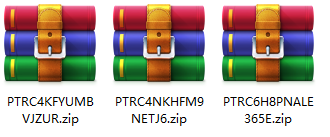 PTRC4KFYUMB
VJZUR.zip
PTRC4NKHFM9
NETJ6.zip
PTRC6H8PNALE
365E.zip